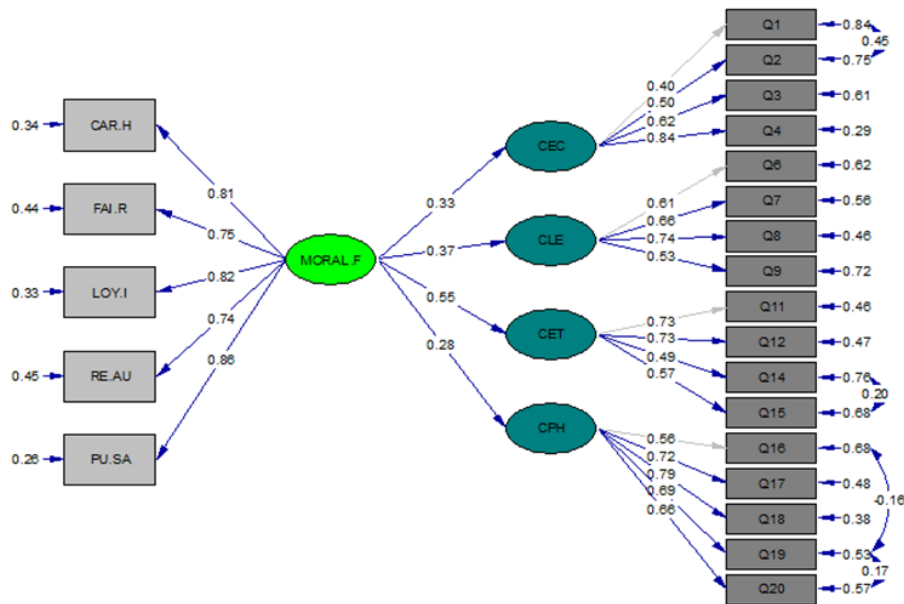 Q1
0.84
0.45
Q2
0.75
Q3
0.61
Q4
0.29
Q6
0.62
Q7
0.56
Q8
0.46
Q9
0.72
Q11
0.46
Q12
0.47
Q14
0.76
0.20
Q15
0.68
Q16
0.68
Q17
0.48
-0.16
Q18
0.38
Q19
0.53
0.17
Q20
0.57
0.40
0.50
0.62
0.84
0.61
0.66
0.74
0.53
0.73
0.73
0.49
0.57
0.56
0.72
0.79
0.69
0.66
CEC
CLE
CET
CPH
0.33
0.37
0.55
0.28
MORAL.F
0.81
0.75
0.82
0.74
0.86
0.34 CAR.H
0.44 FAI.R
0.33 LOY.I
0.45 RE.AU
0.26 PU.SA